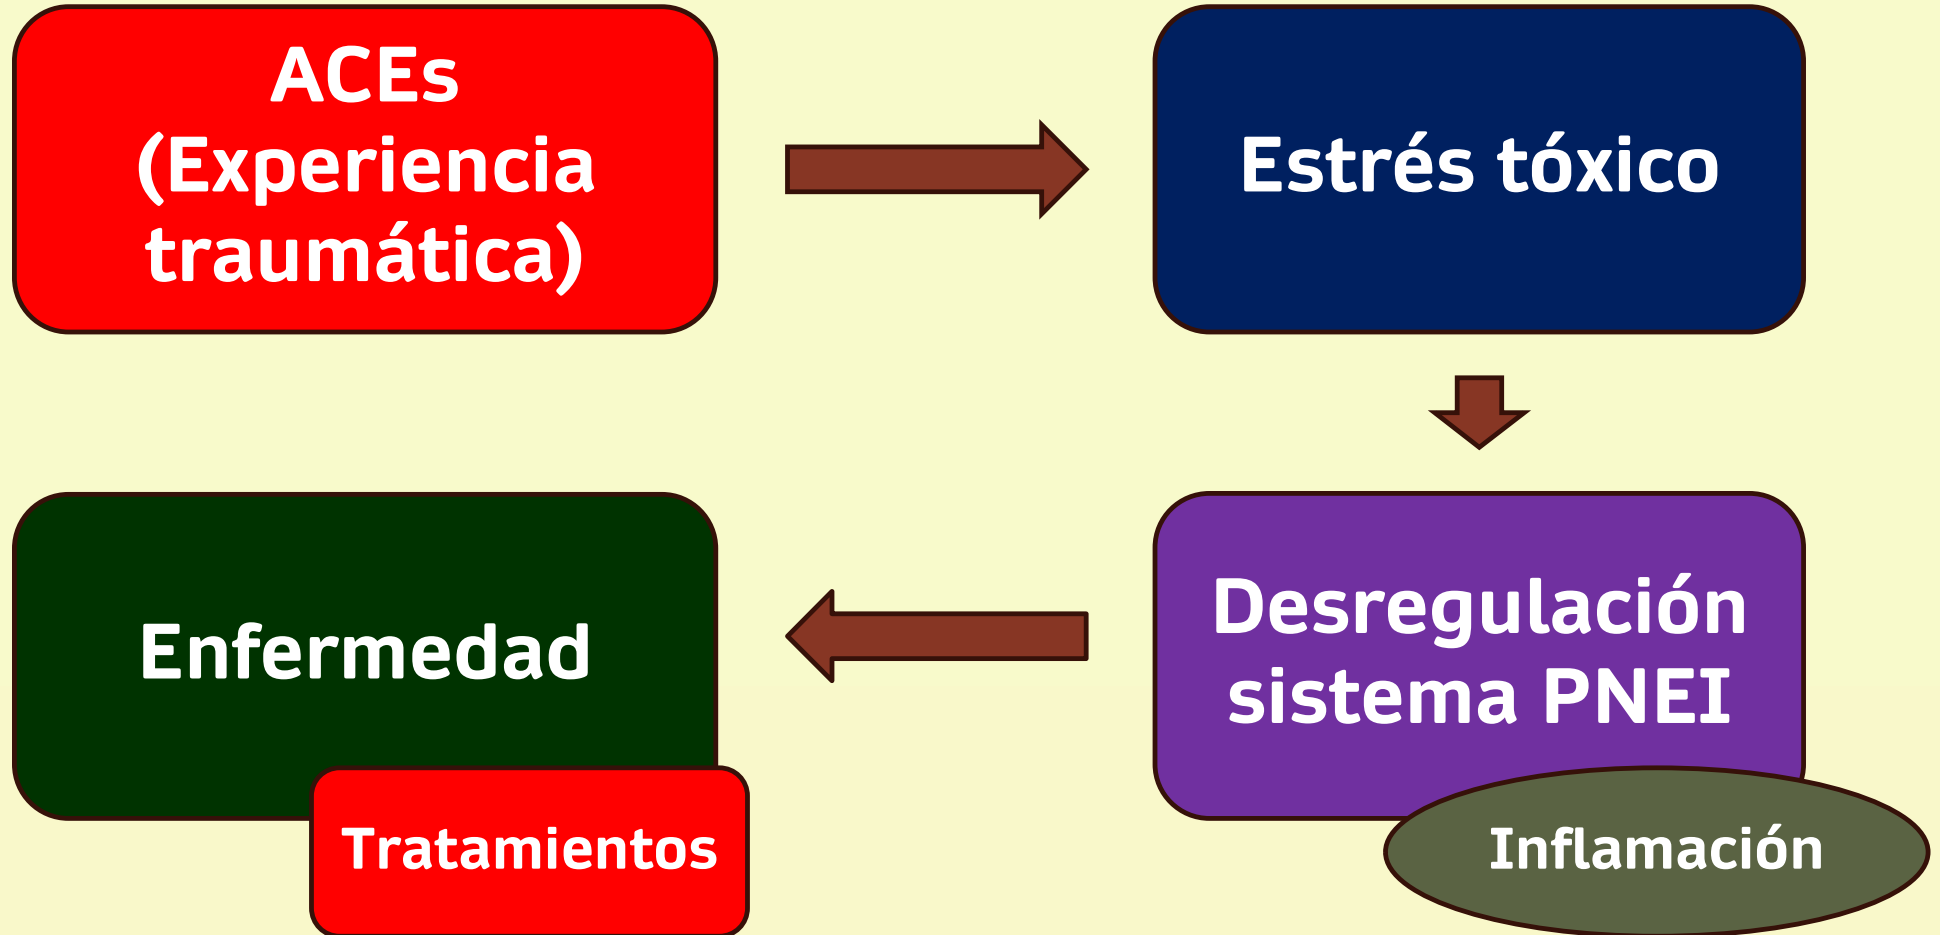 ACEs
(Experiencia
traumática)
Estrés tóxico
Enfermedad
Desregulación
sistema PNEI
Tratamientos
Inflamación